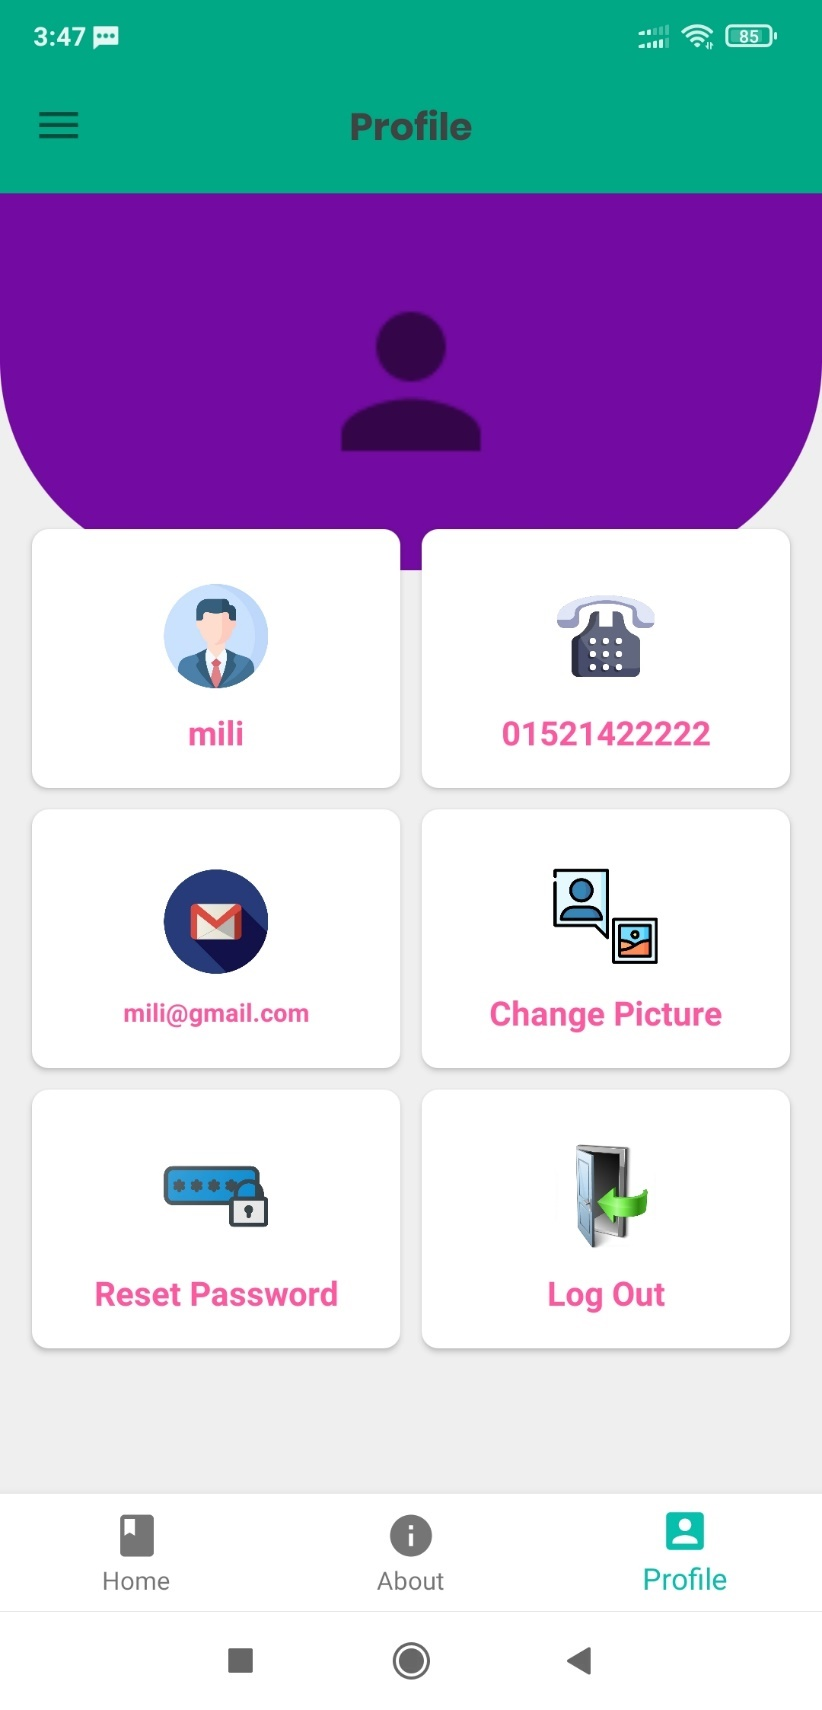 3:47
85
Profile
mili
01521422222
mili@gmail.com
Change Picture
Reset Password
Log Out
Home
About
Profile